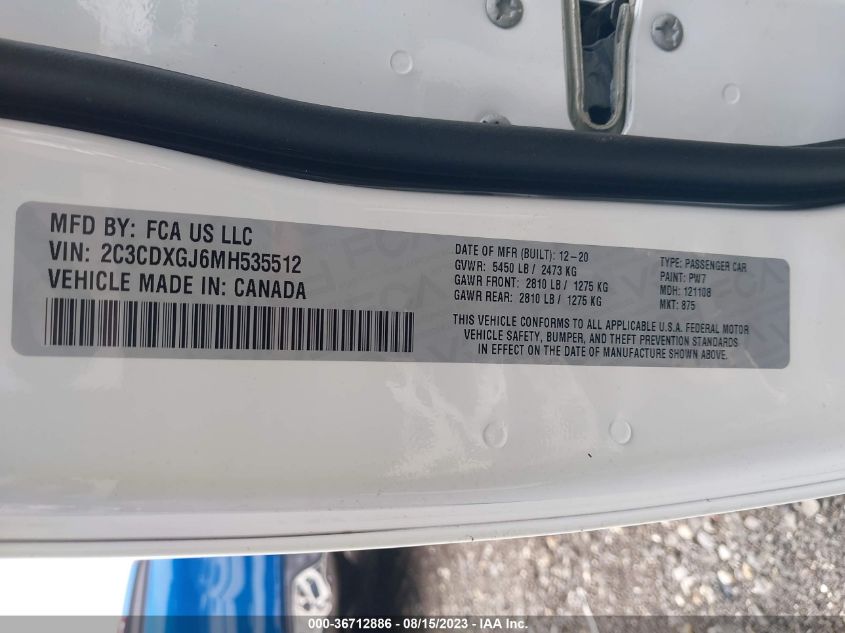 MFD BY: FCA US LLC
VIN: 2C3CDXGJ6MH535512
VEHICLE MADE IN: CANADA
DATE OF MFR (BUILT): 12-20
GVWR: 5450 LB / 2473 KG
GAWR FRONT: 2810 LB / 1275 KG
GAWR REAR: 2810 LB / 1275 KG
TYPE: PASSENGER CAR
PAINT: PW7
MDH: 121108
MKT: 875
THIS VEHICLE CONFORMS TO ALL APPLICABLE U.S.A. FEDERAL MOTOR
VEHICLE SAFETY, BUMPER, AND THEFT PREVENTION STANDARDS
IN EFFECT ON THE DATE OF MANUFACTURE SHOWN ABOVE.
000-36712886 - 08/15/2023 - IAA Inc.